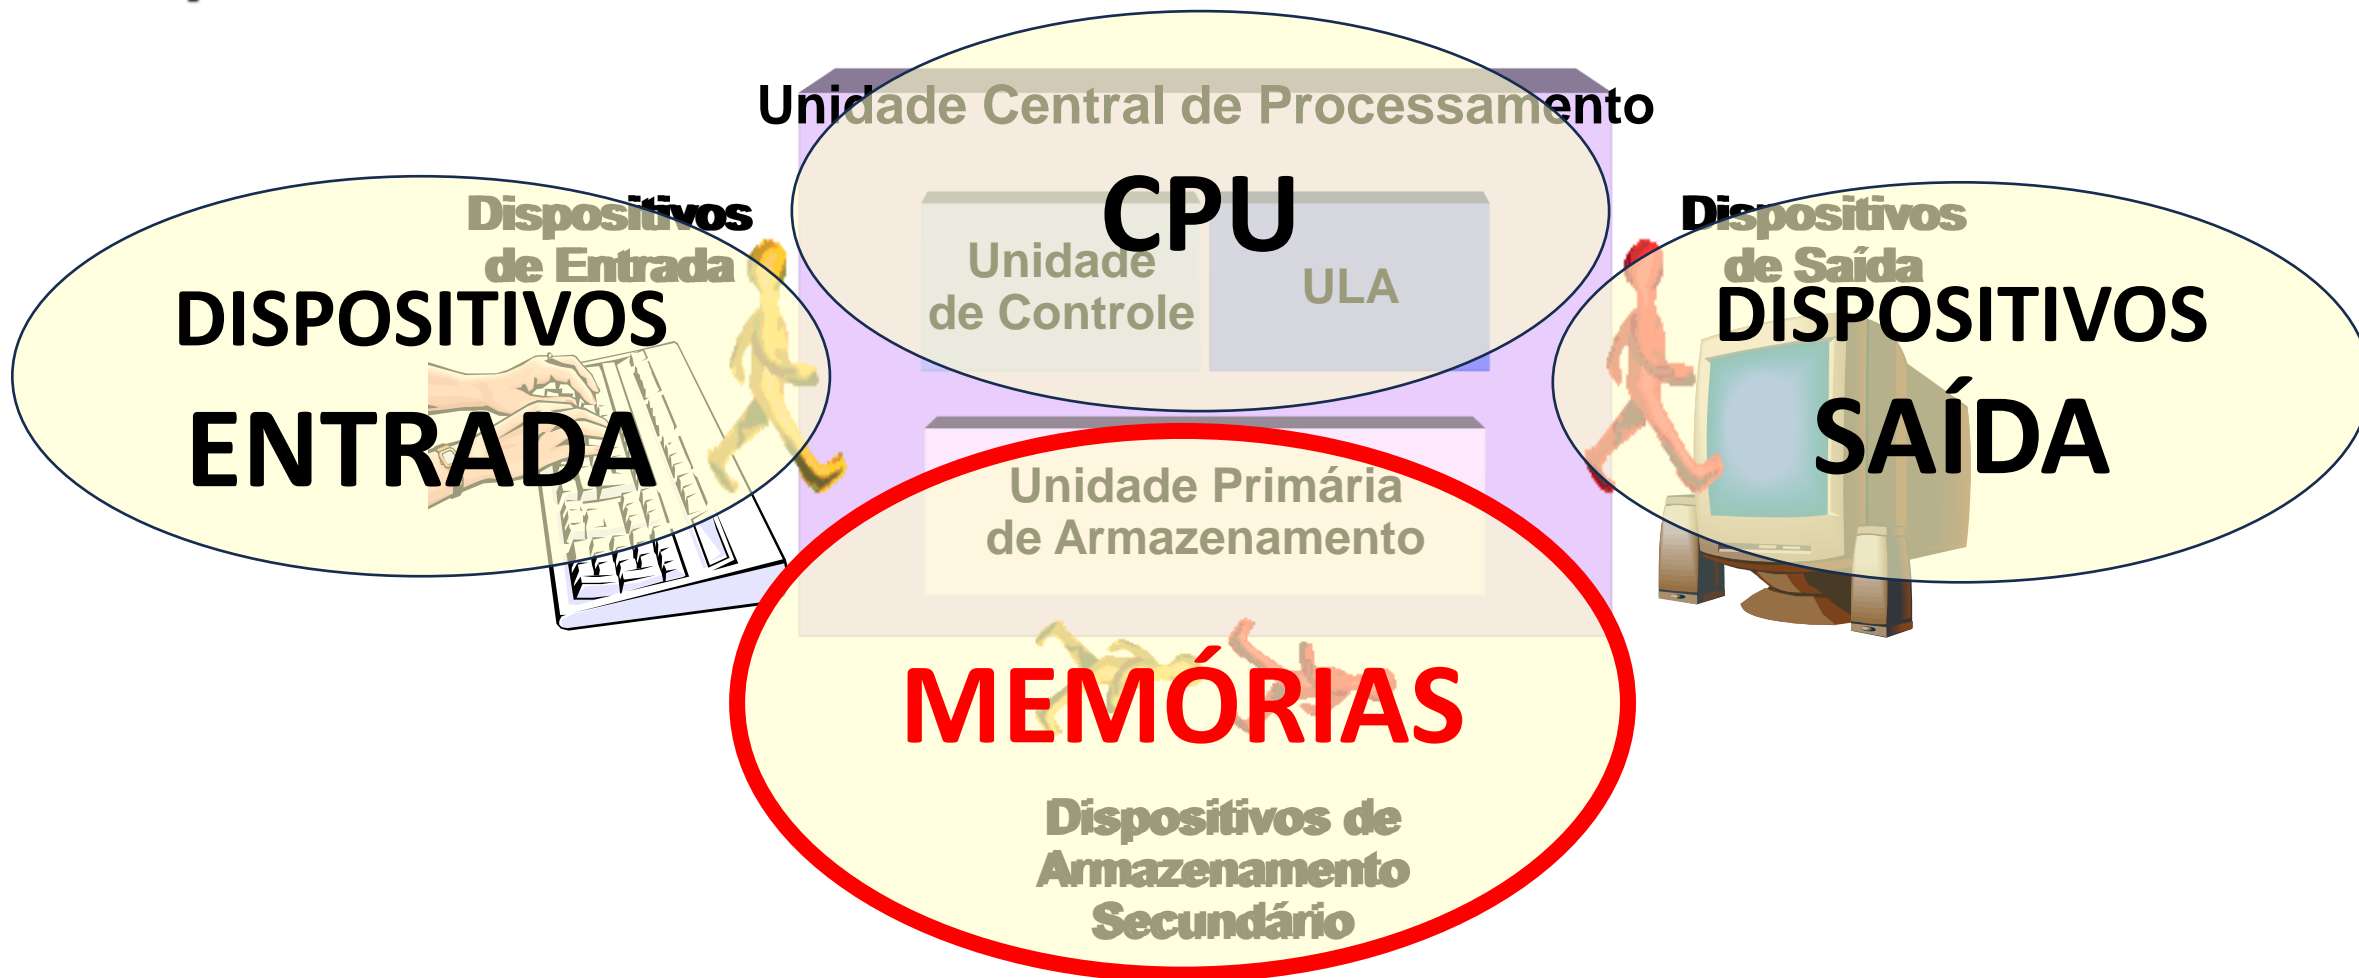 Unidade Central de Processamento
CPU
Dispositivos
de Entrada
DISPOSITIVOS
ENTRADA
Unidade
de Controle
ULA
Dispositivos
de Saída
DISPOSITIVOS
SAÍDA
Unidade Primária
de Armazenamento
MEMÓRIAS
Dispositivos de
Armazenamento
Secundário